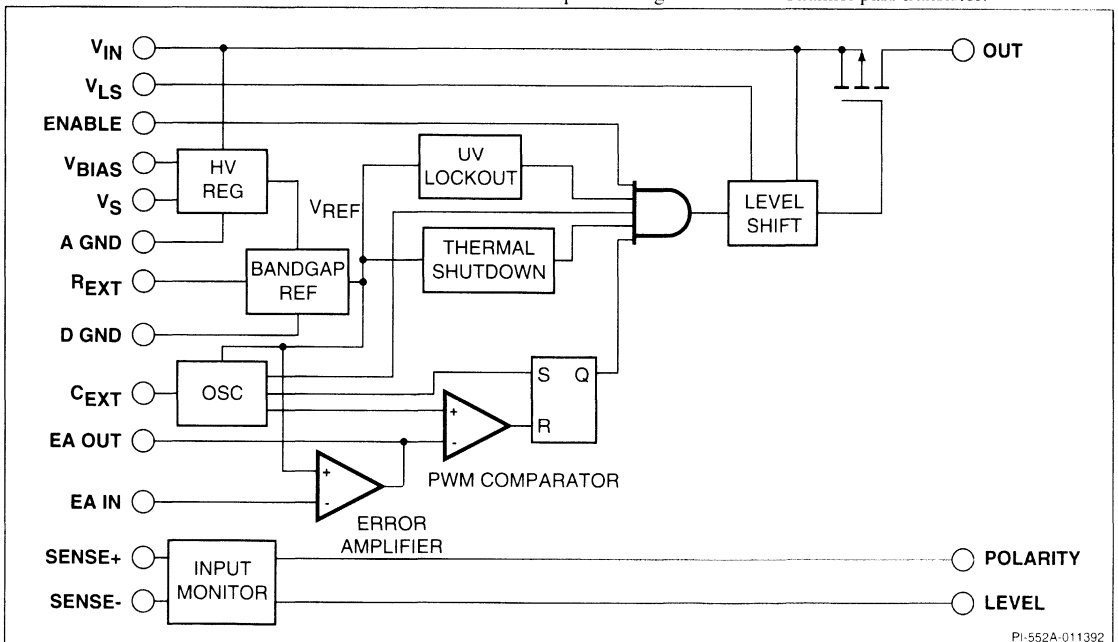 VIN
OUT
VLS
ENABLE
VBIAS
HV
REG
UV
LOCKOUT
VS
VREF
LEVEL
SHIFT
A GND
THERMAL
SHUTDOWN
REXT
BANDGAP
REF
D GND
CEXT
OSC
S Q
R
+
-
EA OUT
PWM COMPARATOR
+
-
EA IN
ERROR
AMPLIFIER
SENSE+
INPUT
MONITOR
POLARITY
SENSE-
LEVEL
PI-552A-011392